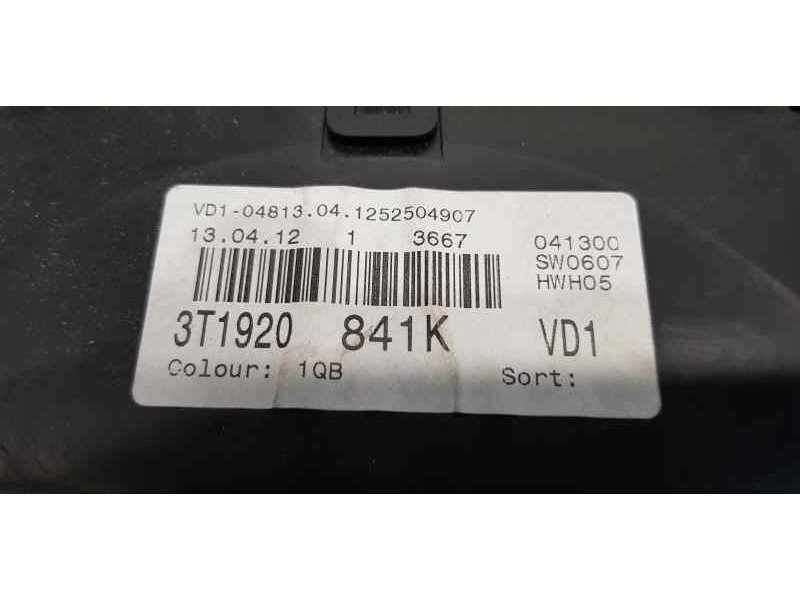 VD1-04813.04.1252504907
13.04.12 1 3667 041300
SW0607
HWH05
3T1920 841K VD1
Colour: 1QB Sort: